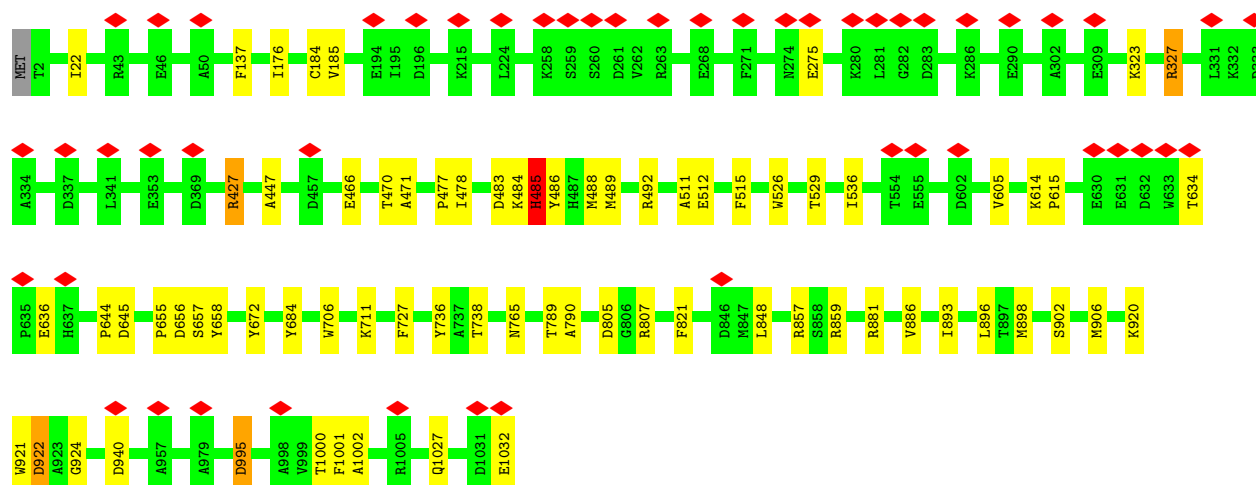 MET T2 I22 R43 E46 A50 F137 I176 C184 V185 E194 I195 D196 K215 L224 K258 S259 S260 D261 V262 R263 E268 F271 N274 E275 K280 L281 G282 D283 K286 E290 A302 E309 K323 R327 L331 K332
A334 D337 L341 E353 D369 R427 A447 D457 E466 T470 A471 P477 I478 D483 K484 H485 Y486 H487 M488 M489 R492 A511 E512 F515 W526 T529 I536 T554 E555 D602 V605 K614 P615 E630 E631 D632 W633 T634
P635 E636 H637 P644 D645 P655 D656 S657 Y658 Y672 Y684 W706 K711 F727 Y736 A737 T738 N765 T789 A790 D805 G806 R807 F821 D846 M847 L848 R857 S858 R859 R881 V886 I893 L896 T897 M898 S902 M906 K920
W921 D922 A923 G924 D940 A957 A979 D995 A998 V999 T1000 F1001 A1002 R1005 Q1027 D1031 E1032